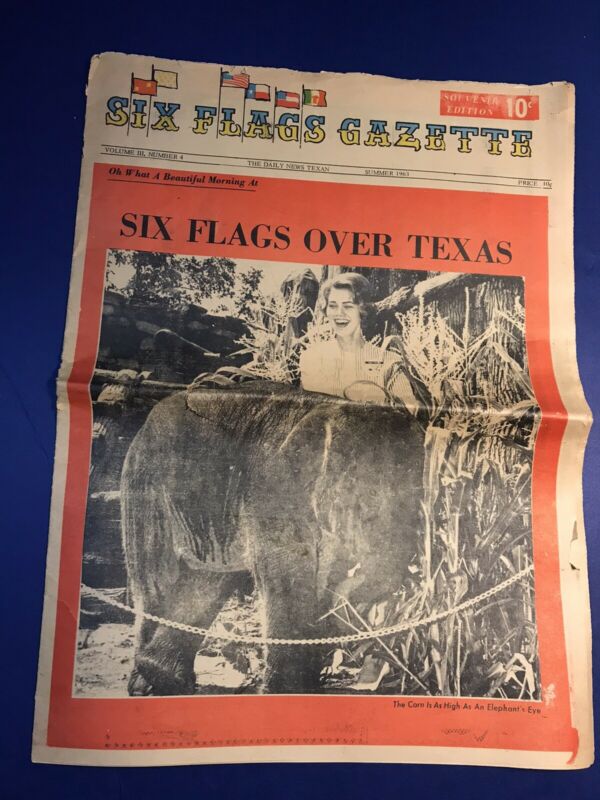 SOUVENIR
EDITION 10¢
SIX FLAGS GAZETTE
VOLUME III, NUMBER 4 THE DAILY NEWS TEXAN SUMMER 1963 PRICE 10¢
Oh What A Beautiful Morning At
SIX FLAGS OVER TEXAS
The Corn Is As High As An Elephant's Eye